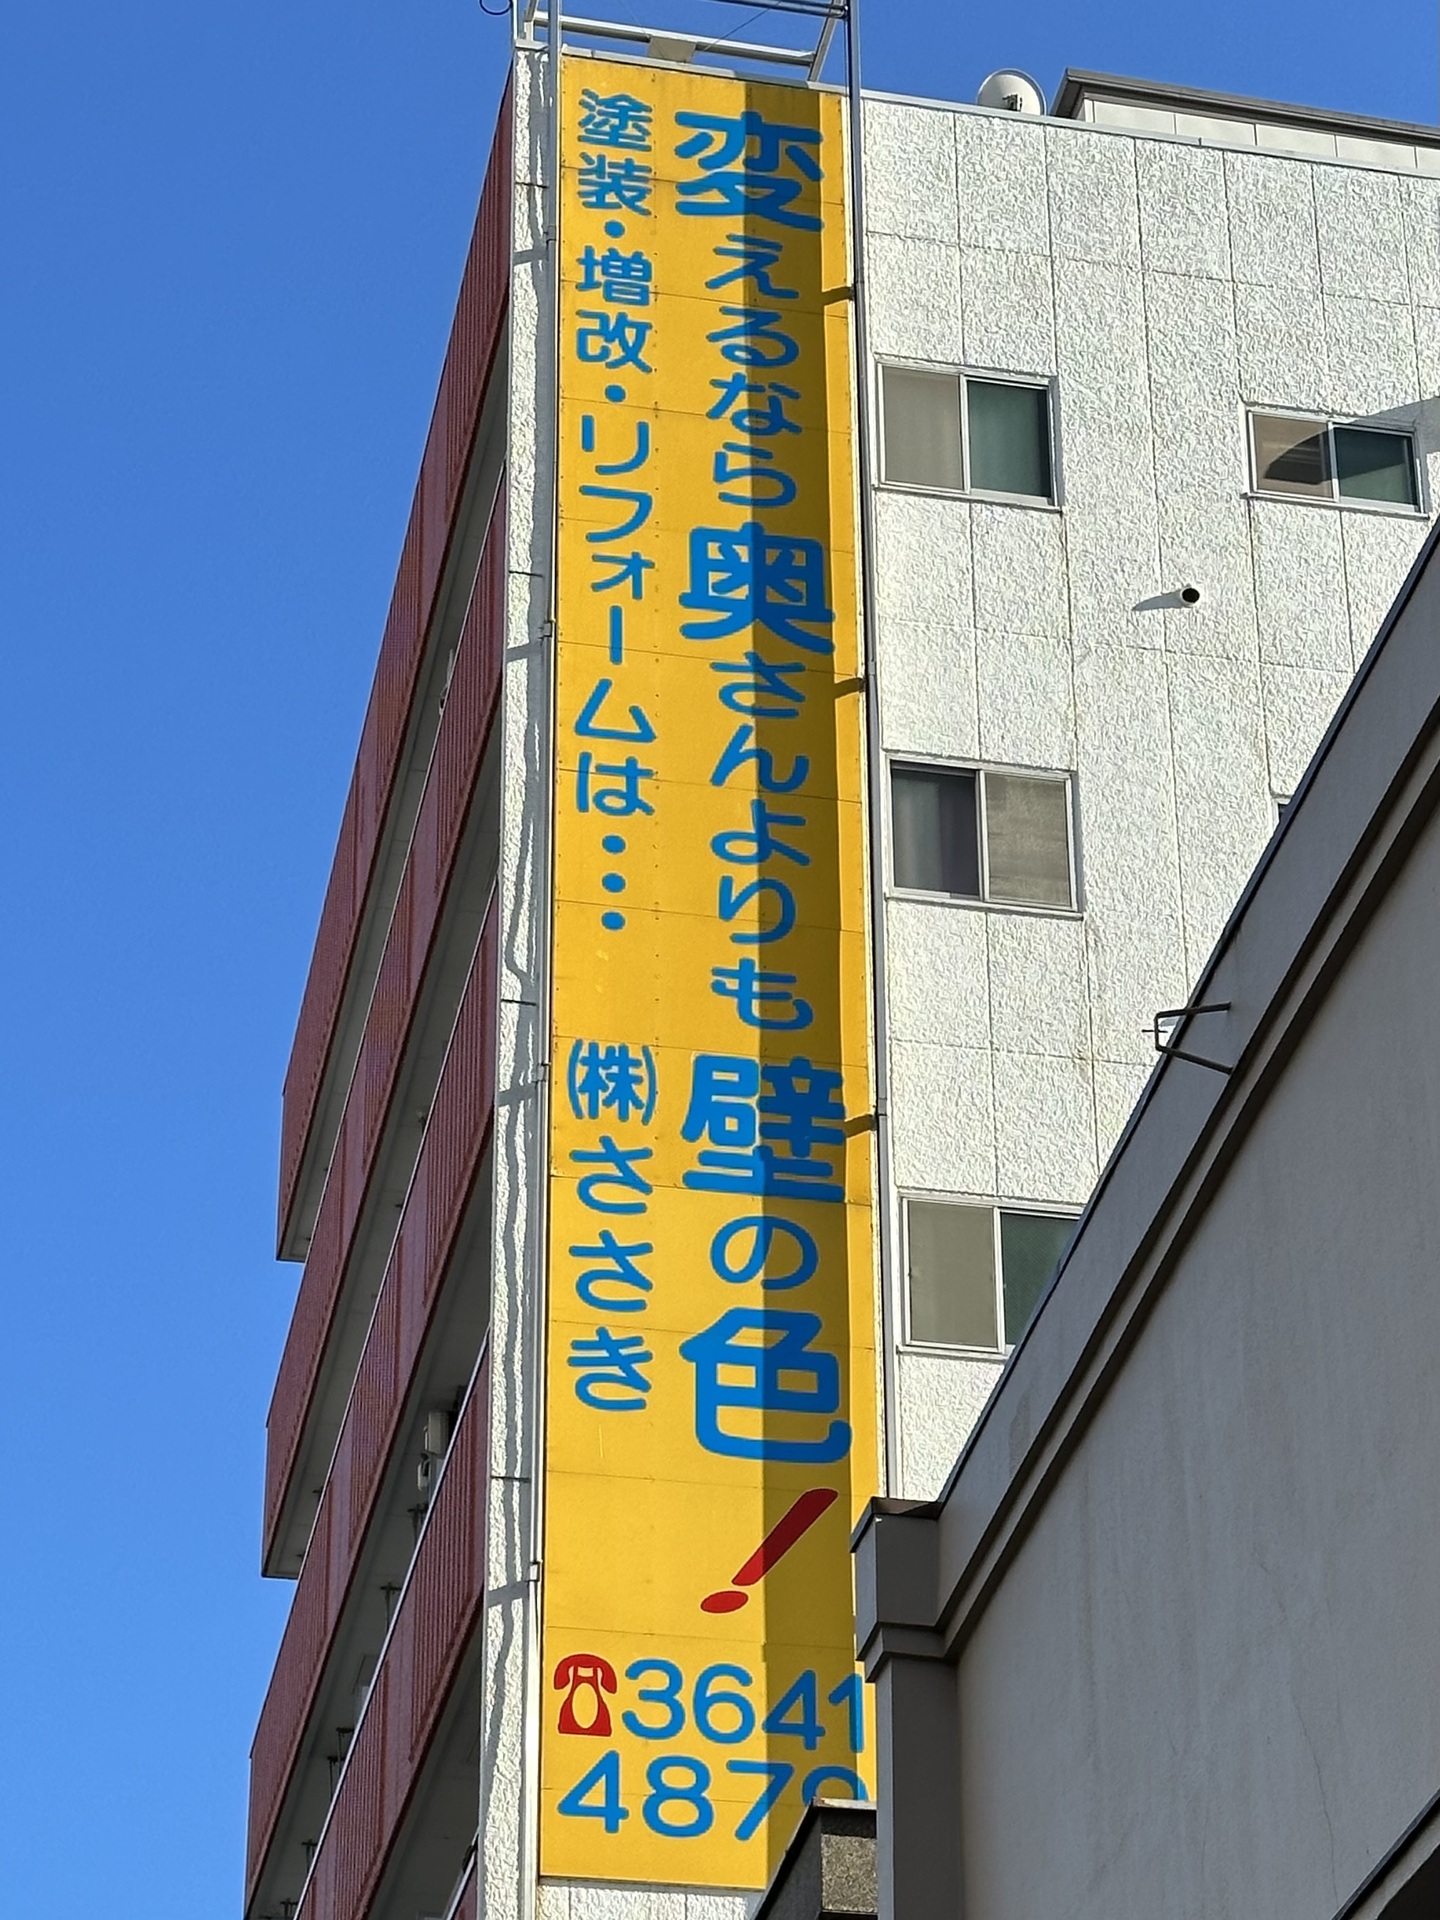 変えるなら奥さんよりも壁の色!
塗装・増改・リフォームは・・・ ㈱ささき
☎3641
487